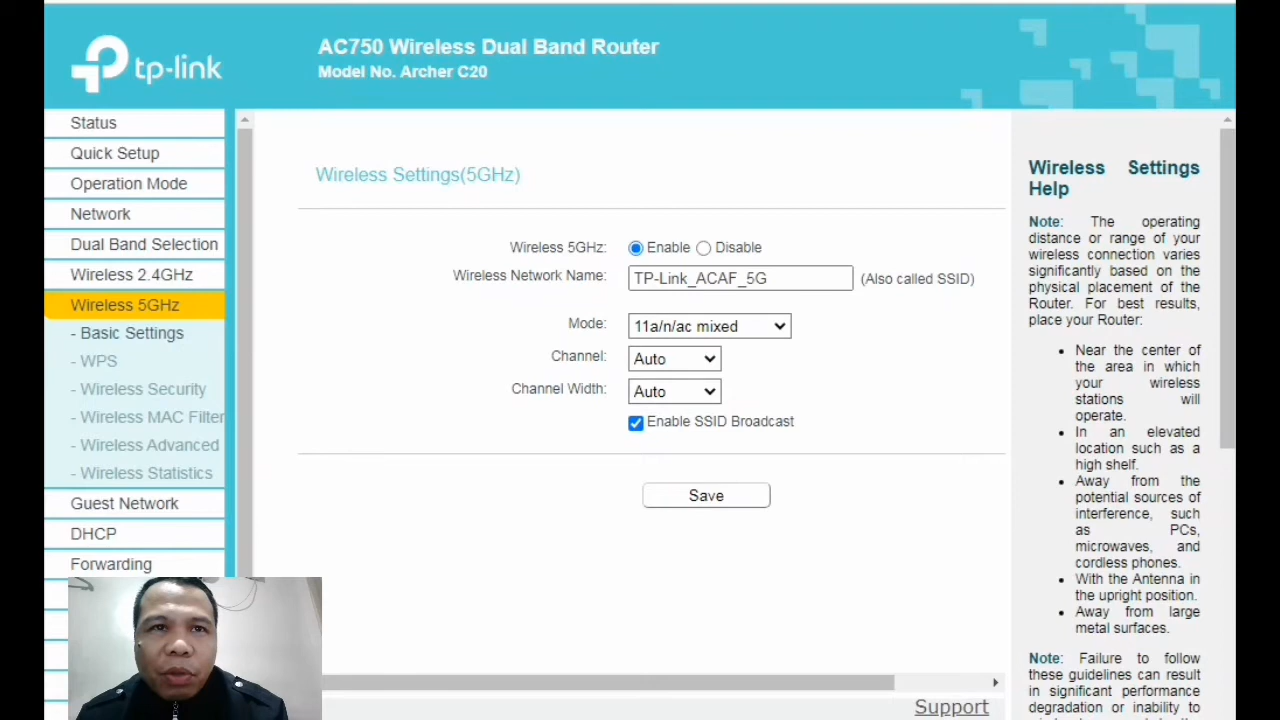 tp-link
AC750 Wireless Dual Band Router
Model No. Archer C20
Status
Quick Setup
Operation Mode
Network
Dual Band Selection
Wireless 2.4GHz
Wireless 5GHz
- Basic Settings
- WPS
- Wireless Security
- Wireless MAC Filter
- Wireless Advanced
- Wireless Statistics
Guest Network
DHCP
Forwarding
Wireless Settings(5GHz)
Wireless 5GHz: Enable Disable
Wireless Network Name: TP-Link_ACAF_5G (Also called SSID)
Mode: 11a/n/ac mixed
Channel: Auto
Channel Width: Auto
Enable SSID Broadcast
Save
Support
Wireless Settings
Help
Note: The operating
distance or range of your
wireless connection varies
significantly based on the
physical placement of the
Router. For best results,
place your Router:
• Near the center of
the area in which
your wireless
stations will
operate.
• In an elevated
location such as a
high shelf.
• Away from the
potential sources of
interference, such
as PCs,
microwaves, and
cordless phones.
• With the Antenna in
the upright position.
• Away from large
metal surfaces.
Note: Failure to follow
these guidelines can result
in significant performance
degradation or inability to